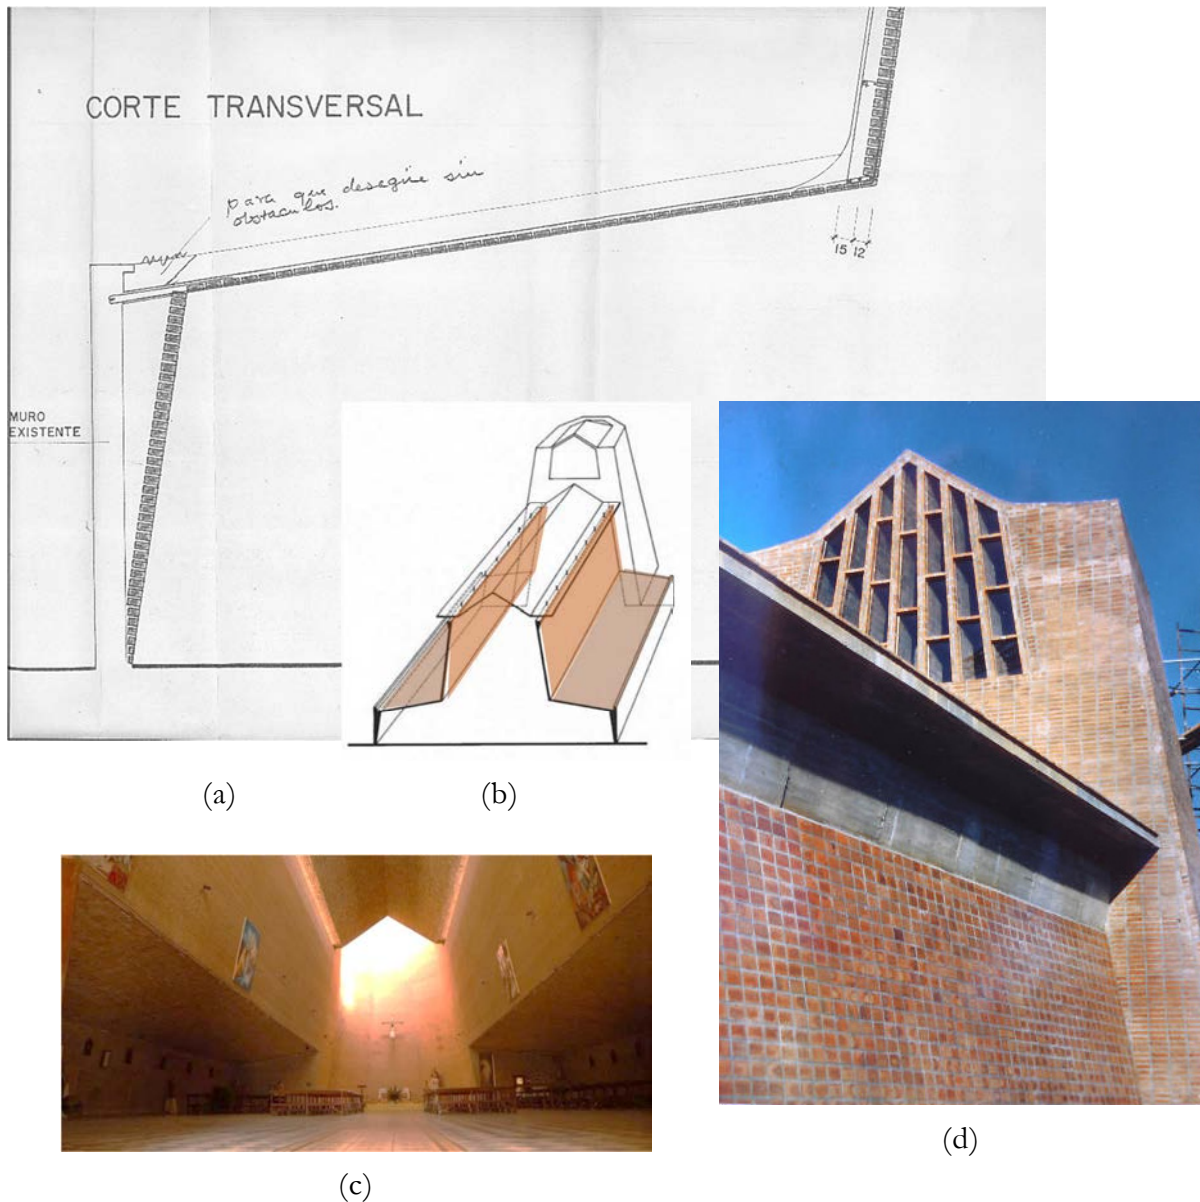 CORTE TRANSVERSAL
para que desagüe sin
obstaculos.
15 12
MURO
EXISTENTE
(a)
(b)
(c)
(d)